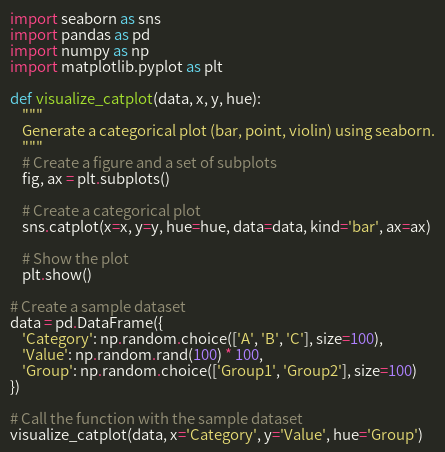 import seaborn as sns
import pandas as pd
import numpy as np
import matplotlib.pyplot as plt

def visualize_catplot(data, x, y, hue):
    """
    Generate a categorical plot (bar, point, violin) using seaborn.
    """
    # Create a figure and a set of subplots
    fig, ax = plt.subplots()

    # Create a categorical plot
    sns.catplot(x=x, y=y, hue=hue, data=data, kind='bar', ax=ax)

    # Show the plot
    plt.show()

# Create a sample dataset
data = pd.DataFrame({
    'Category': np.random.choice(['A', 'B', 'C'], size=100),
    'Value': np.random.rand(100) * 100,
    'Group': np.random.choice(['Group1', 'Group2'], size=100)
})

# Call the function with the sample dataset
visualize_catplot(data, x='Category', y='Value', hue='Group')